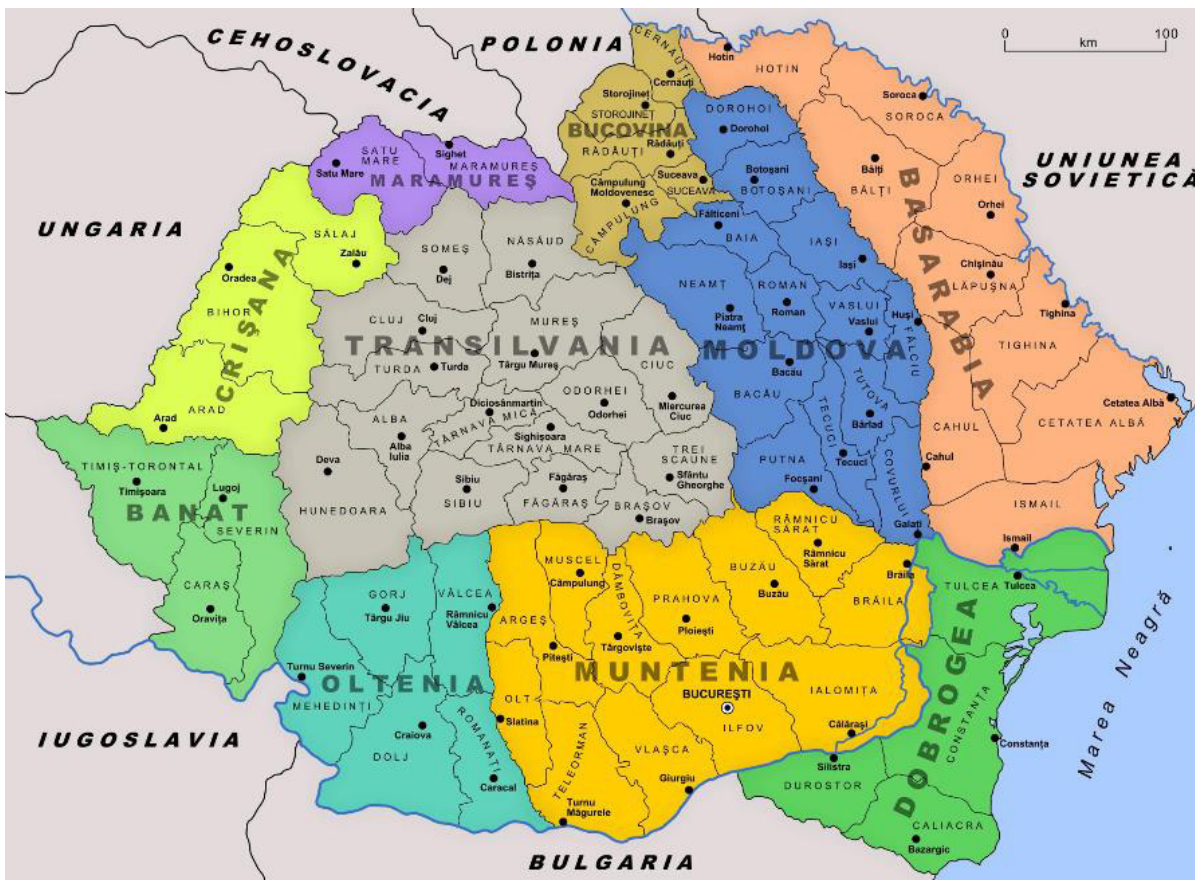 CEHOSLOVACIA
POLONIA
UNGARIA
UNIUNEA
SOVIETICĂ
IUGOSLAVIA
BULGARIA
Marea Neagră
0 100
km
MARAMUREȘ
SATU
MARE
Satu Mare
Sighet
MARAMUREȘ
BUCOVINA
CERNĂUȚI
Cernăuți
Storojineț
STOROJINEȚ
RĂDĂUȚI
Rădăuți
Suceava
SUCEAVA
Câmpulung
Moldovenesc
CÂMPULUNG
BASARABIA
Hotin
HOTIN
Soroca
SOROCA
Bălți
BĂLȚI
ORHEI
Orhei
Chișinău
LĂPUȘNA
Tighina
TIGHINA
Cetatea Albă
CETATEA ALBĂ
CAHUL
Cahul
ISMAIL
Ismail
MOLDOVA
DOROHOI
Dorohoi
Botoșani
BOTOȘANI
Fălticeni
BAIA
IAȘI
Iași
NEAMȚ
Piatra
Neamț
ROMAN
Roman
VASLUI
Vaslui
Huși
FĂLCIU
Bacău
BACĂU
TUTOVA
Bârlad
TECUCI
Tecuci
COVURLUI
Galați
PUTNA
Focșani
CRIȘANA
SĂLAJ
Zalău
Oradea
BIHOR
ARAD
Arad
TRANSILVANIA
SOMEȘ
Dej
NĂSĂUD
Bistrița
CLUJ
Cluj
MUREȘ
Târgu Mureș
TURDA
Turda
CIUC
Miercurea
Ciuc
ODORHEI
Odorhei
ALBA
Alba
Iulia
Diciosânmartin
TÂRNAVA MICĂ
Sighișoara
TÂRNAVA MARE
TREI
SCAUNE
Sfântu
Gheorghe
Deva
HUNEDOARA
Sibiu
SIBIU
Făgăraș
FĂGĂRAȘ
BRAȘOV
Brașov
BANAT
TIMIȘ-TORONTAL
Timișoara
Lugoj
SEVERIN
CARAȘ
Oravița
OLTENIA
GORJ
Târgu Jiu
VÂLCEA
Râmnicu
Vâlcea
Turnu Severin
MEHEDINȚI
DOLJ
Craiova
ROMANAȚI
Caracal
MUNTENIA
MUSCEL
Câmpulung
ARGEȘ
Pitești
DÂMBOVIȚA
Târgoviște
PRAHOVA
Ploiești
BUZĂU
Buzău
RÂMNICU
SĂRAT
Râmnicu
Sărat
Brăila
BRĂILA
OLT
Slatina
TELEORMAN
Turnu
Măgurele
VLAȘCA
Giurgiu
BUCUREȘTI
ILFOV
IALOMIȚA
Călărași
DOBROGEA
TULCEA
Tulcea
CONSTANȚA
Constanța
Silistra
DUROSTOR
CALIACRA
Bazargic